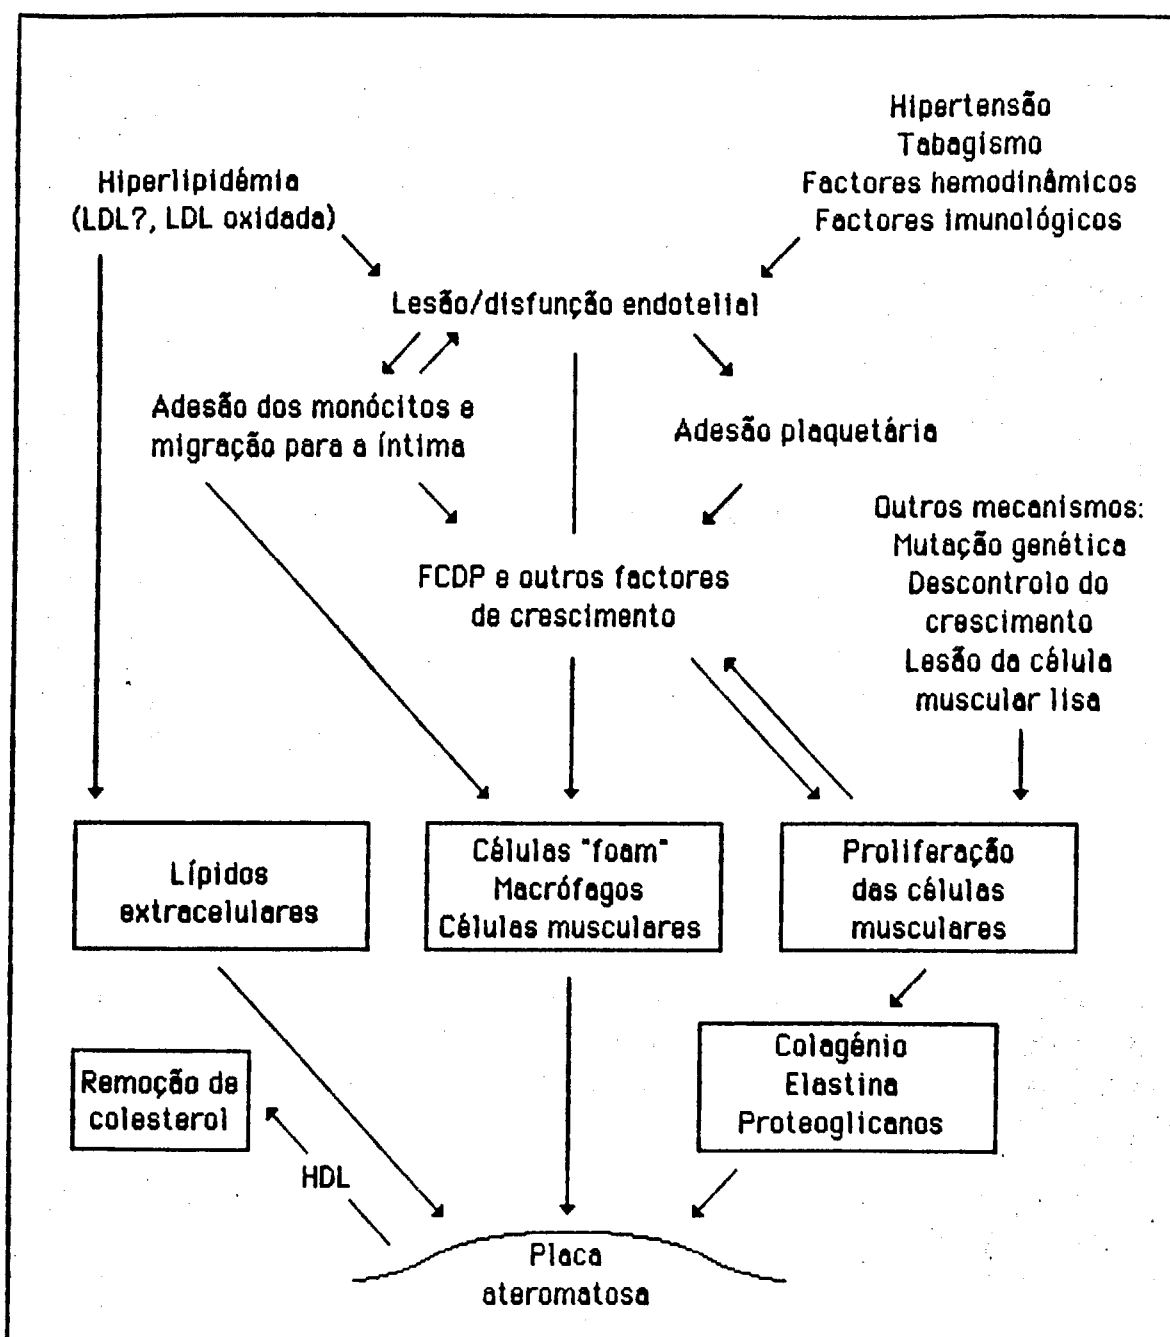 Hipertensão
Tabagismo
Factores hemodinâmicos
Factores imunológicos
Hiperlipidémia
(LDL?, LDL oxidada)
Lesão/disfunção endotelial
Adesão dos monócitos e
migração para a íntima
Adesão plaquetária
Outros mecanismos:
Mutação genética
Descontrolo do
crescimento
Lesão da célula
muscular lisa
FCDP e outros factores
de crescimento
Lípidos
extracelulares
Células "foam"
Macrófagos
Células musculares
Proliferação
das células
musculares
Colagénio
Elastina
Proteoglicanos
Remoção de
colesterol
HDL
Placa
ateromatosa